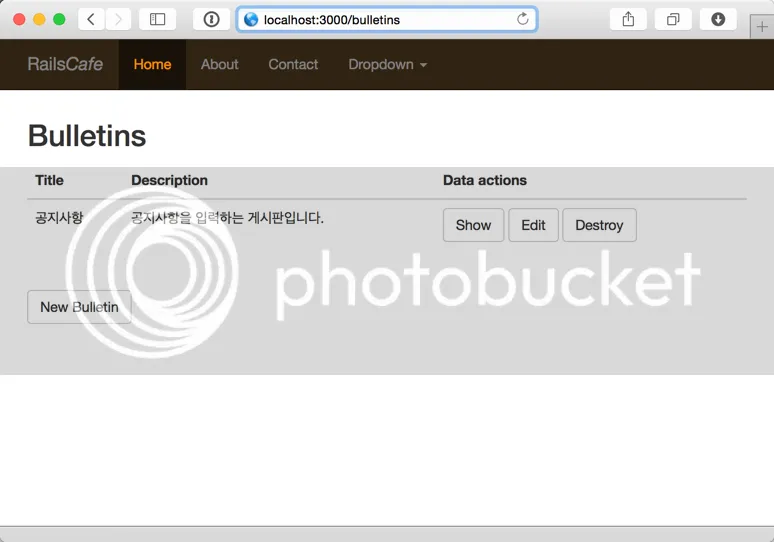 localhost:3000/bulletins
RailsCafe Home About Contact Dropdown
Bulletins
Title Description Data actions
공지사항 공지사항을 입력하는 게시판입니다. Show Edit Destroy
photobucket
New Bulletin